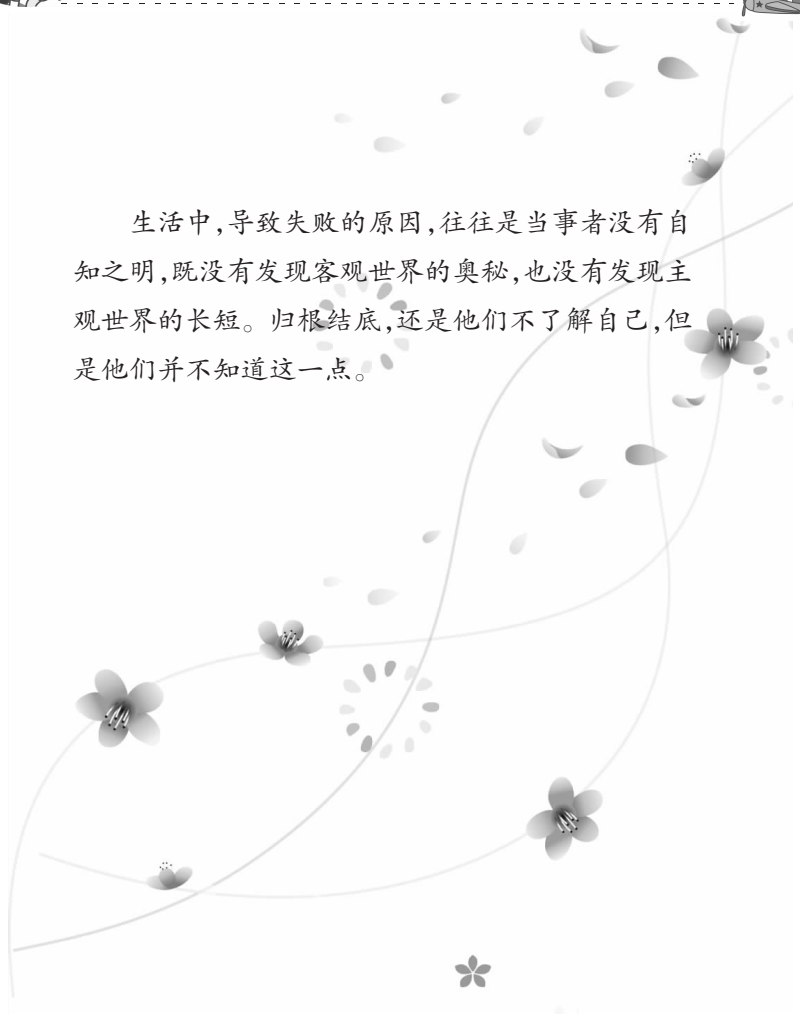 生活中,导致失败的原因,往往是当事者没有自
知之明,既没有发现客观世界的奥秘,也没有发现主
观世界的长短。归根结底,还是他们不了解自己,但
是他们并不知道这一点。